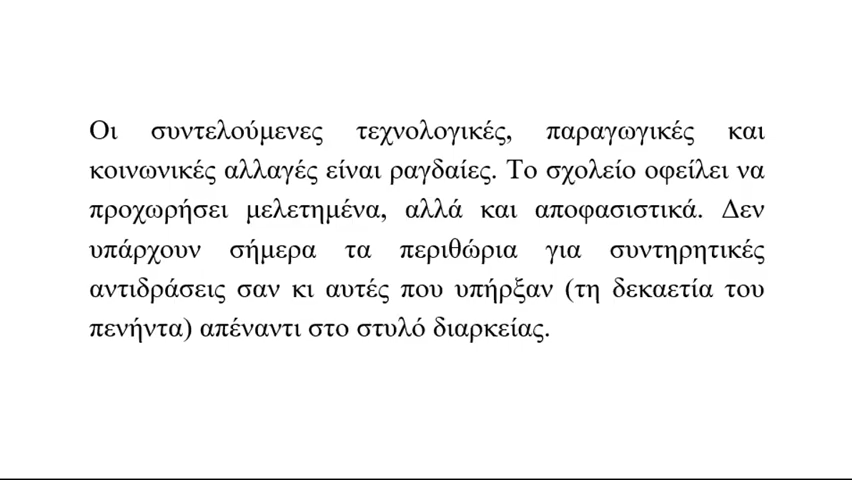 Οι συντελούμενες τεχνολογικές, παραγωγικές και
κοινωνικές αλλαγές είναι ραγδαίες. Το σχολείο οφείλει να
προχωρήσει μελετημένα, αλλά και αποφασιστικά. Δεν
υπάρχουν σήμερα τα περιθώρια για συντηρητικές
αντιδράσεις σαν κι αυτές που υπήρξαν (τη δεκαετία του
πενήντα) απέναντι στο στυλό διαρκείας.